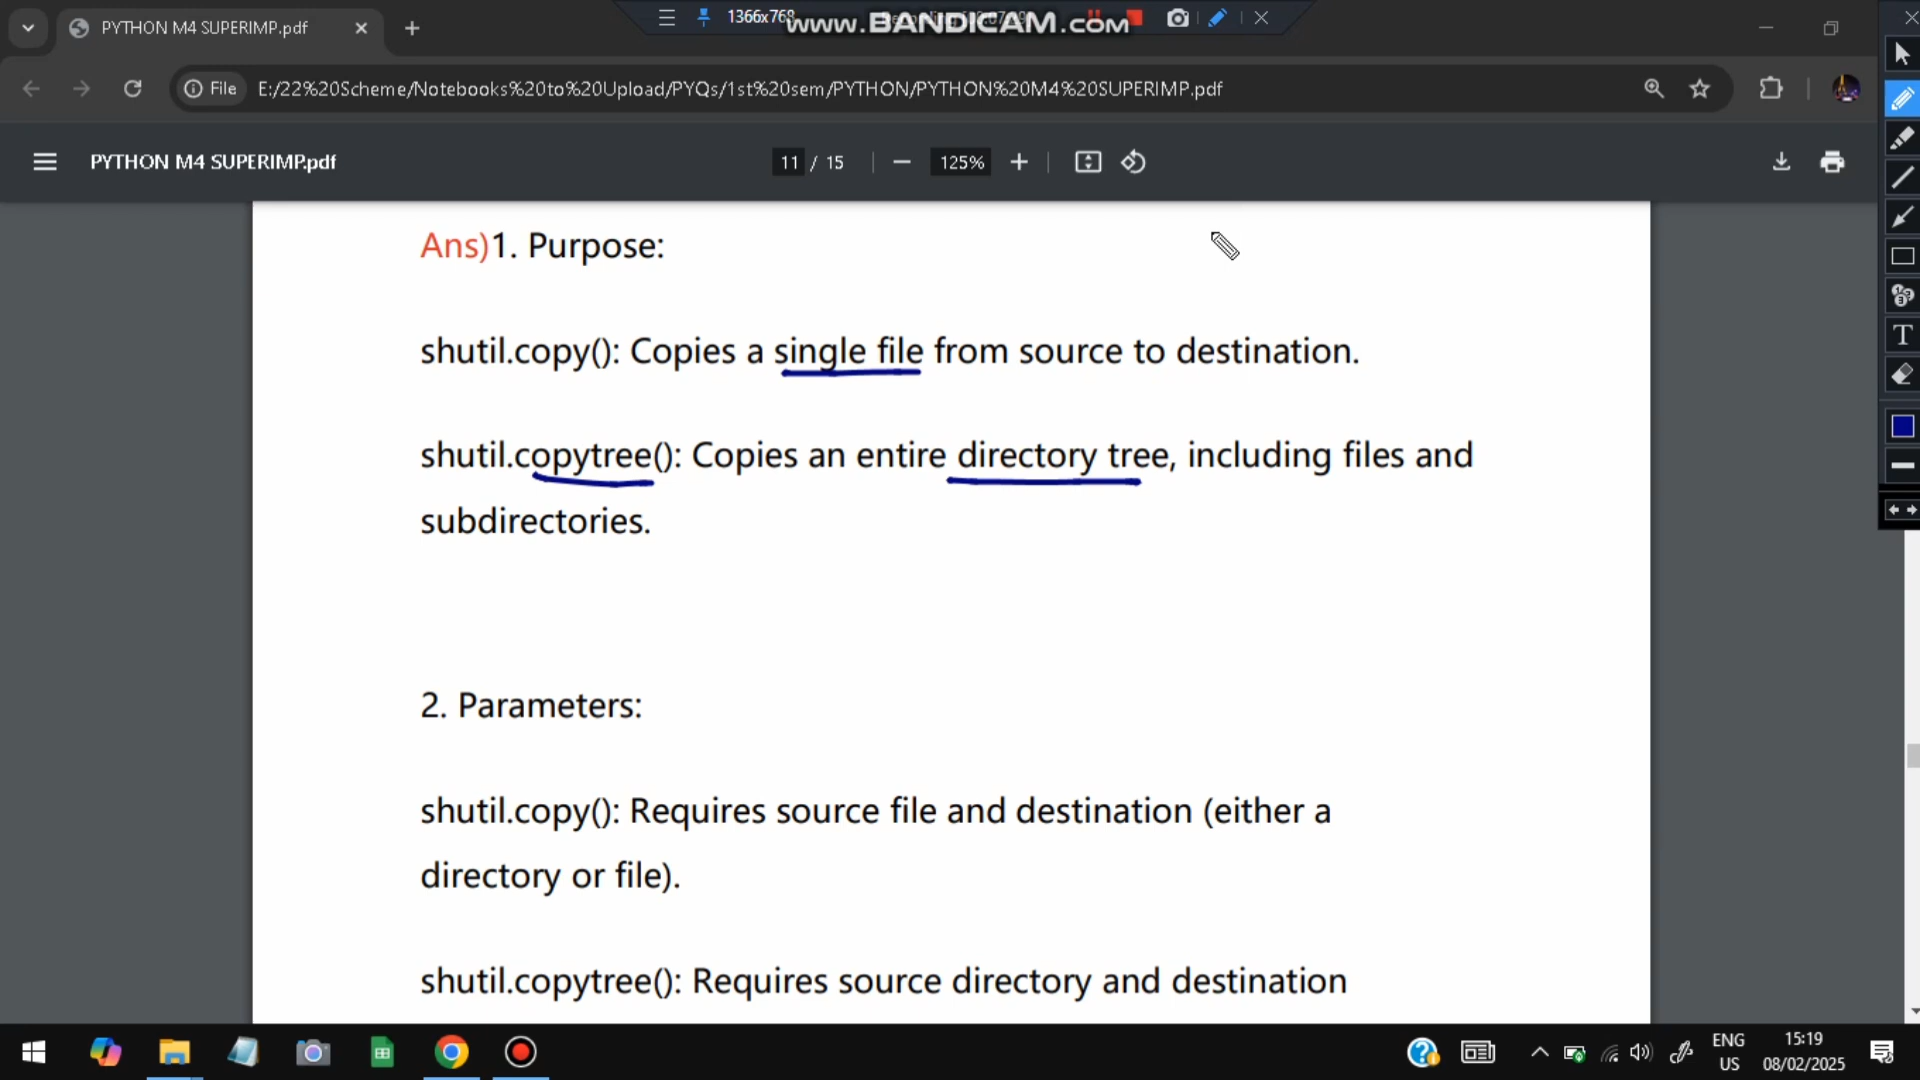 PYTHON M4 SUPERIMP.pdf
1366x768
www.BANDICAM.com
File
E:/22%20Scheme/Notebooks%20to%20Upload/PYQs/1st%20sem/PYTHON/PYTHON%20M4%20SUPERIMP.pdf
PYTHON M4 SUPERIMP.pdf
11 / 15
125%
Ans)1. Purpose:
shutil.copy(): Copies a single file from source to destination.
shutil.copytree(): Copies an entire directory tree, including files and
subdirectories.
2. Parameters:
shutil.copy(): Requires source file and destination (either a
directory or file).
shutil.copytree(): Requires source directory and destination
T
ENG
US
15:19
08/02/2025